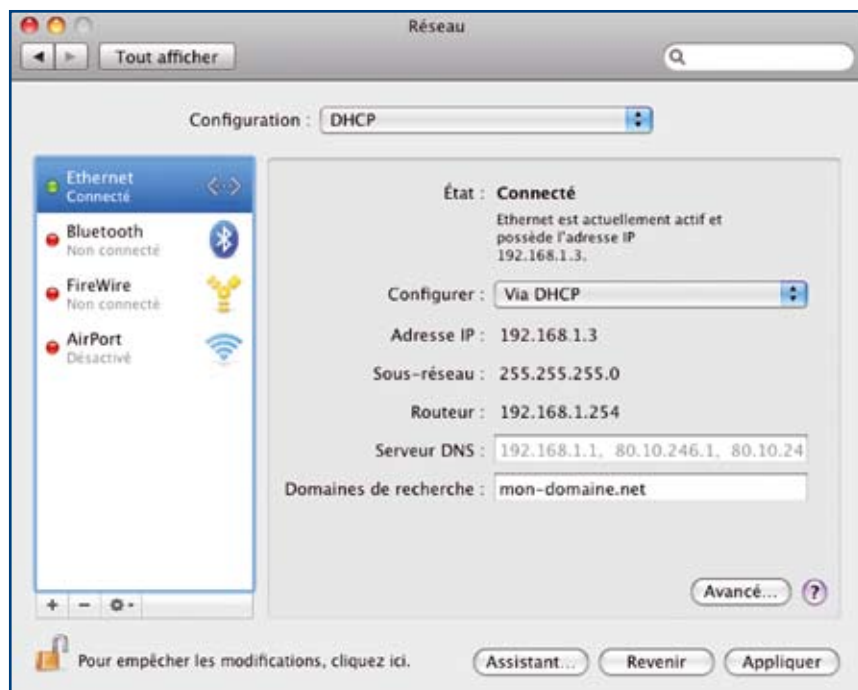 Réseau
Tout afficher
Configuration : DHCP
Ethernet
Connecté
Bluetooth
Non connecté
FireWire
Non connecté
AirPort
Désactivé
État : Connecté
Ethernet est actuellement actif et
possède l'adresse IP
192.168.1.3.
Configurer : Via DHCP
Adresse IP : 192.168.1.3
Sous-réseau : 255.255.255.0
Routeur : 192.168.1.254
Serveur DNS : 192.168.1.1, 80.10.246.1, 80.10.24
Domaines de recherche : mon-domaine.net
Avancé... ?
+ −
Pour empêcher les modifications, cliquez ici.
Assistant... Revenir Appliquer